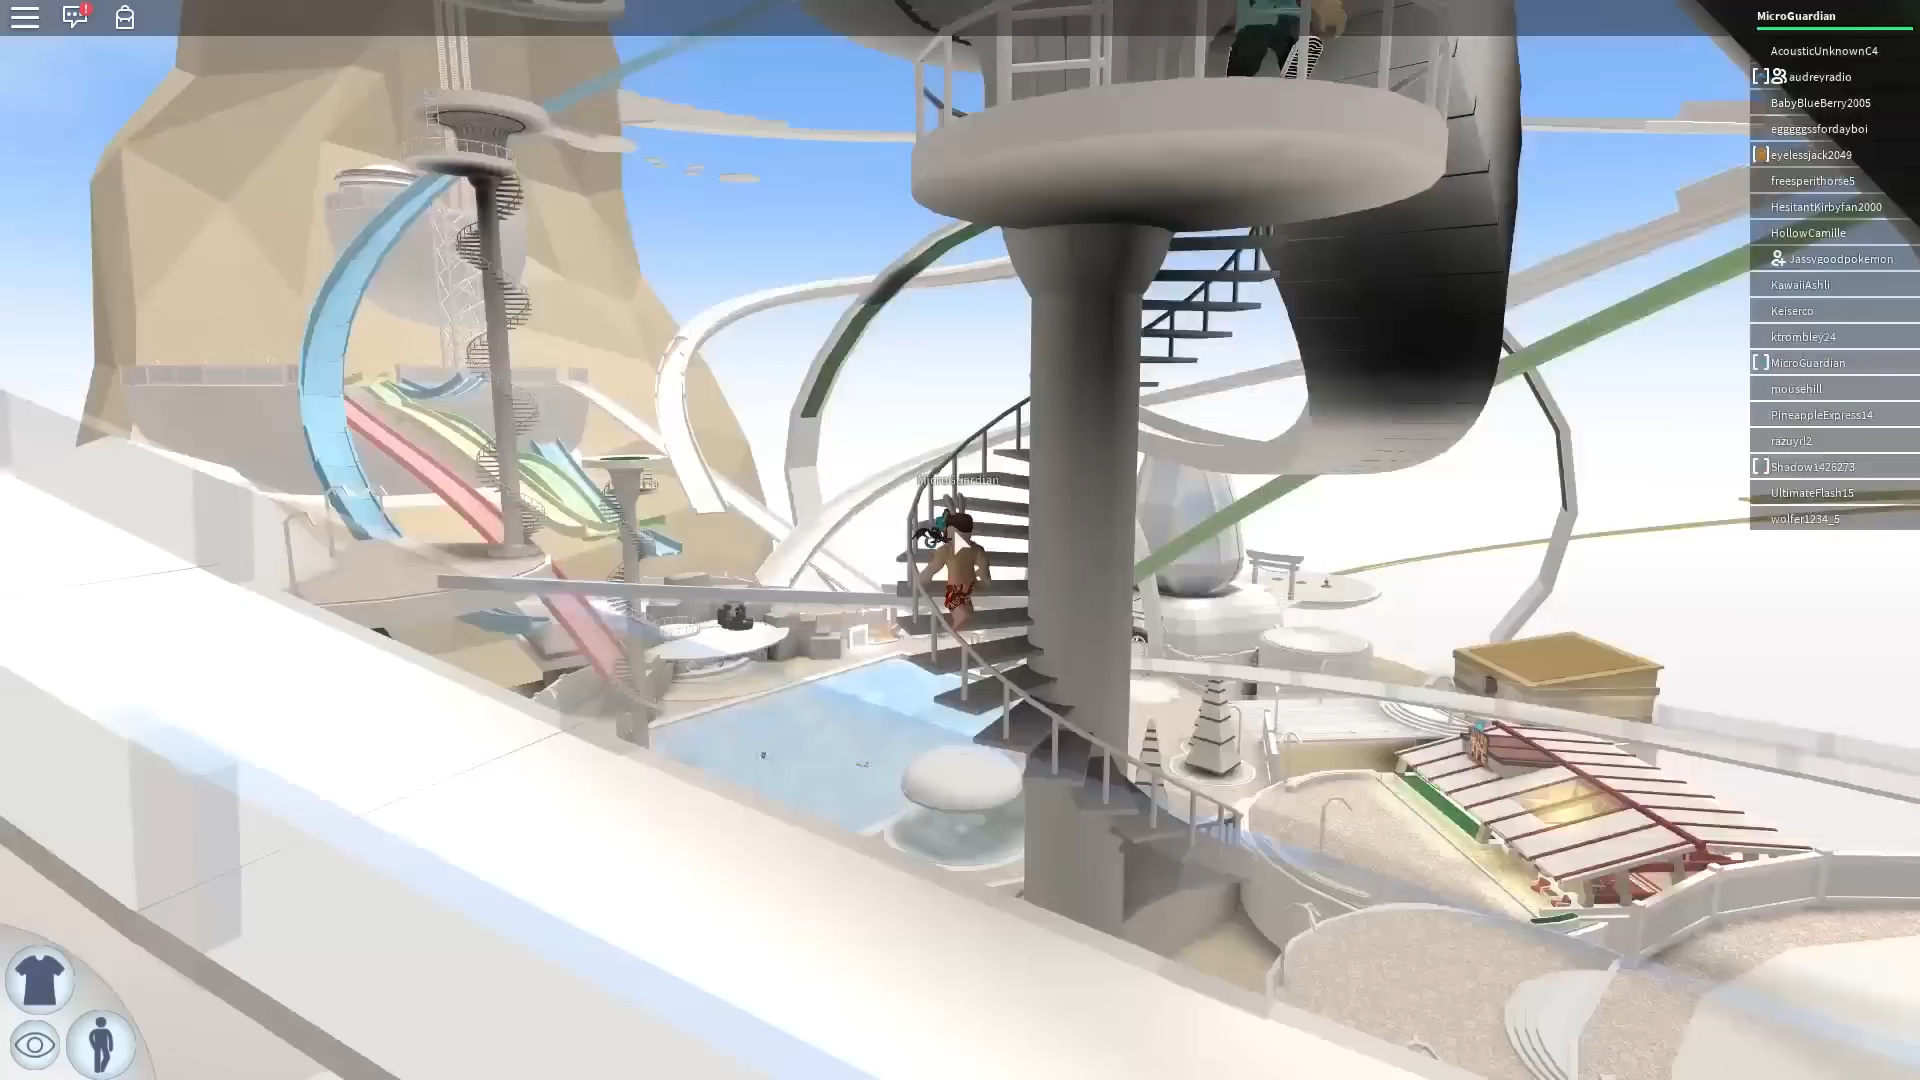 MicroGuardian
AcousticUnknownC4
audreyradio
BabyBlueBerry2005
egggggssfordayboi
eyelessjack2049
freesperithorse5
HesitantKirbyfan2000
HollowCamille
Jassygoodpokemon
KawaiiAshli
Keiserco
ktrombley24
MicroGuardian
mousehill
PineappleExpress14
razuyrl2
Shadow1426273
UltimateFlash15
wolfer1234_5
MicroGuardian